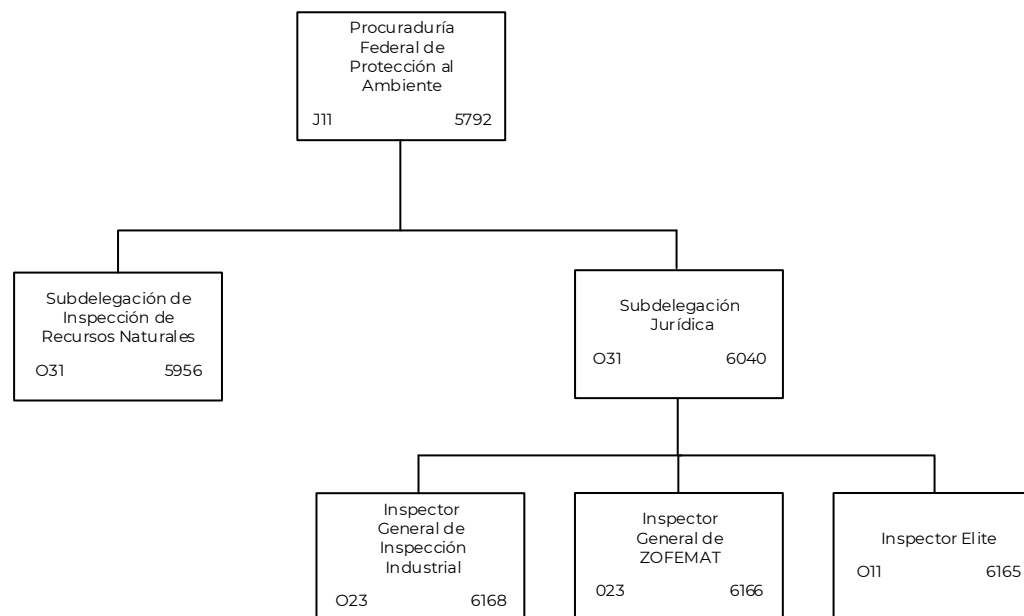 Procuraduría
Federal de
Protección al
Ambiente
J11 5792
Subdelegación de
Inspección de
Recursos Naturales
O31 5956
Subdelegación
Jurídica
O31 6040
Inspector
General de
Inspección
Industrial
O23 6168
Inspector
General de
ZOFEMAT
023 6166
Inspector Elite
O11 6165